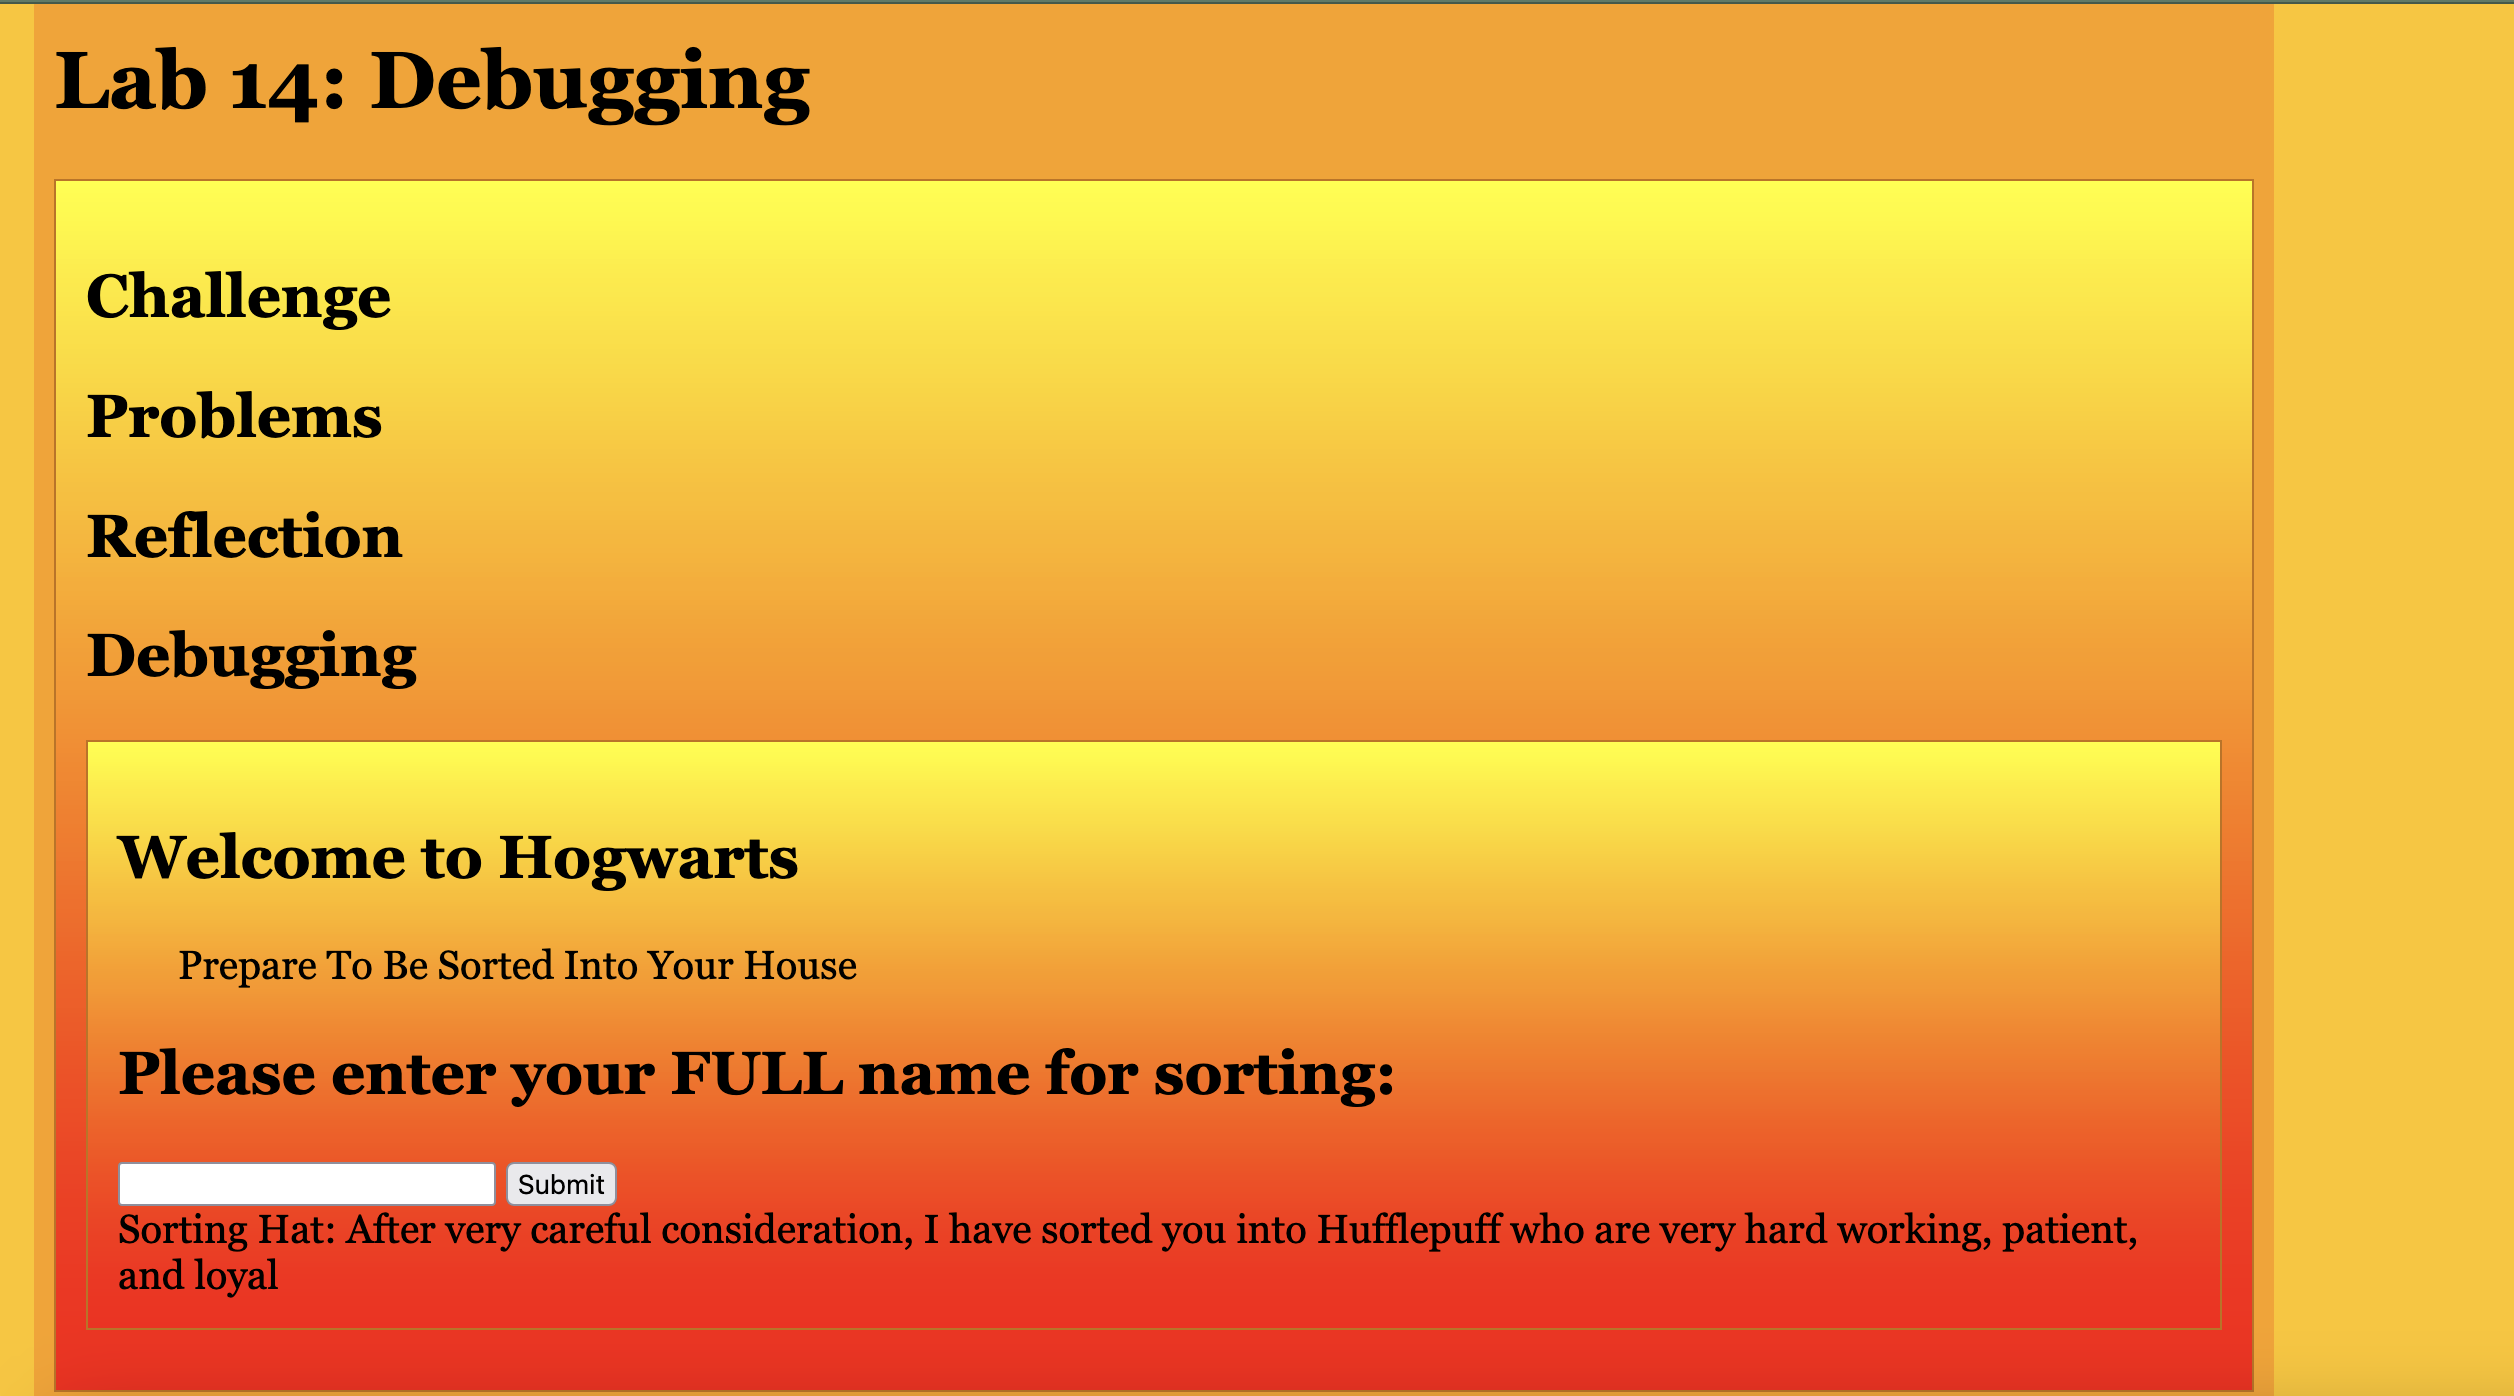 Lab 14: Debugging
Challenge
Problems
Reflection
Debugging
Welcome to Hogwarts
Prepare To Be Sorted Into Your House
Please enter your FULL name for sorting:
Submit
Sorting Hat: After very careful consideration, I have sorted you into Hufflepuff who are very hard working, patient,
and loyal